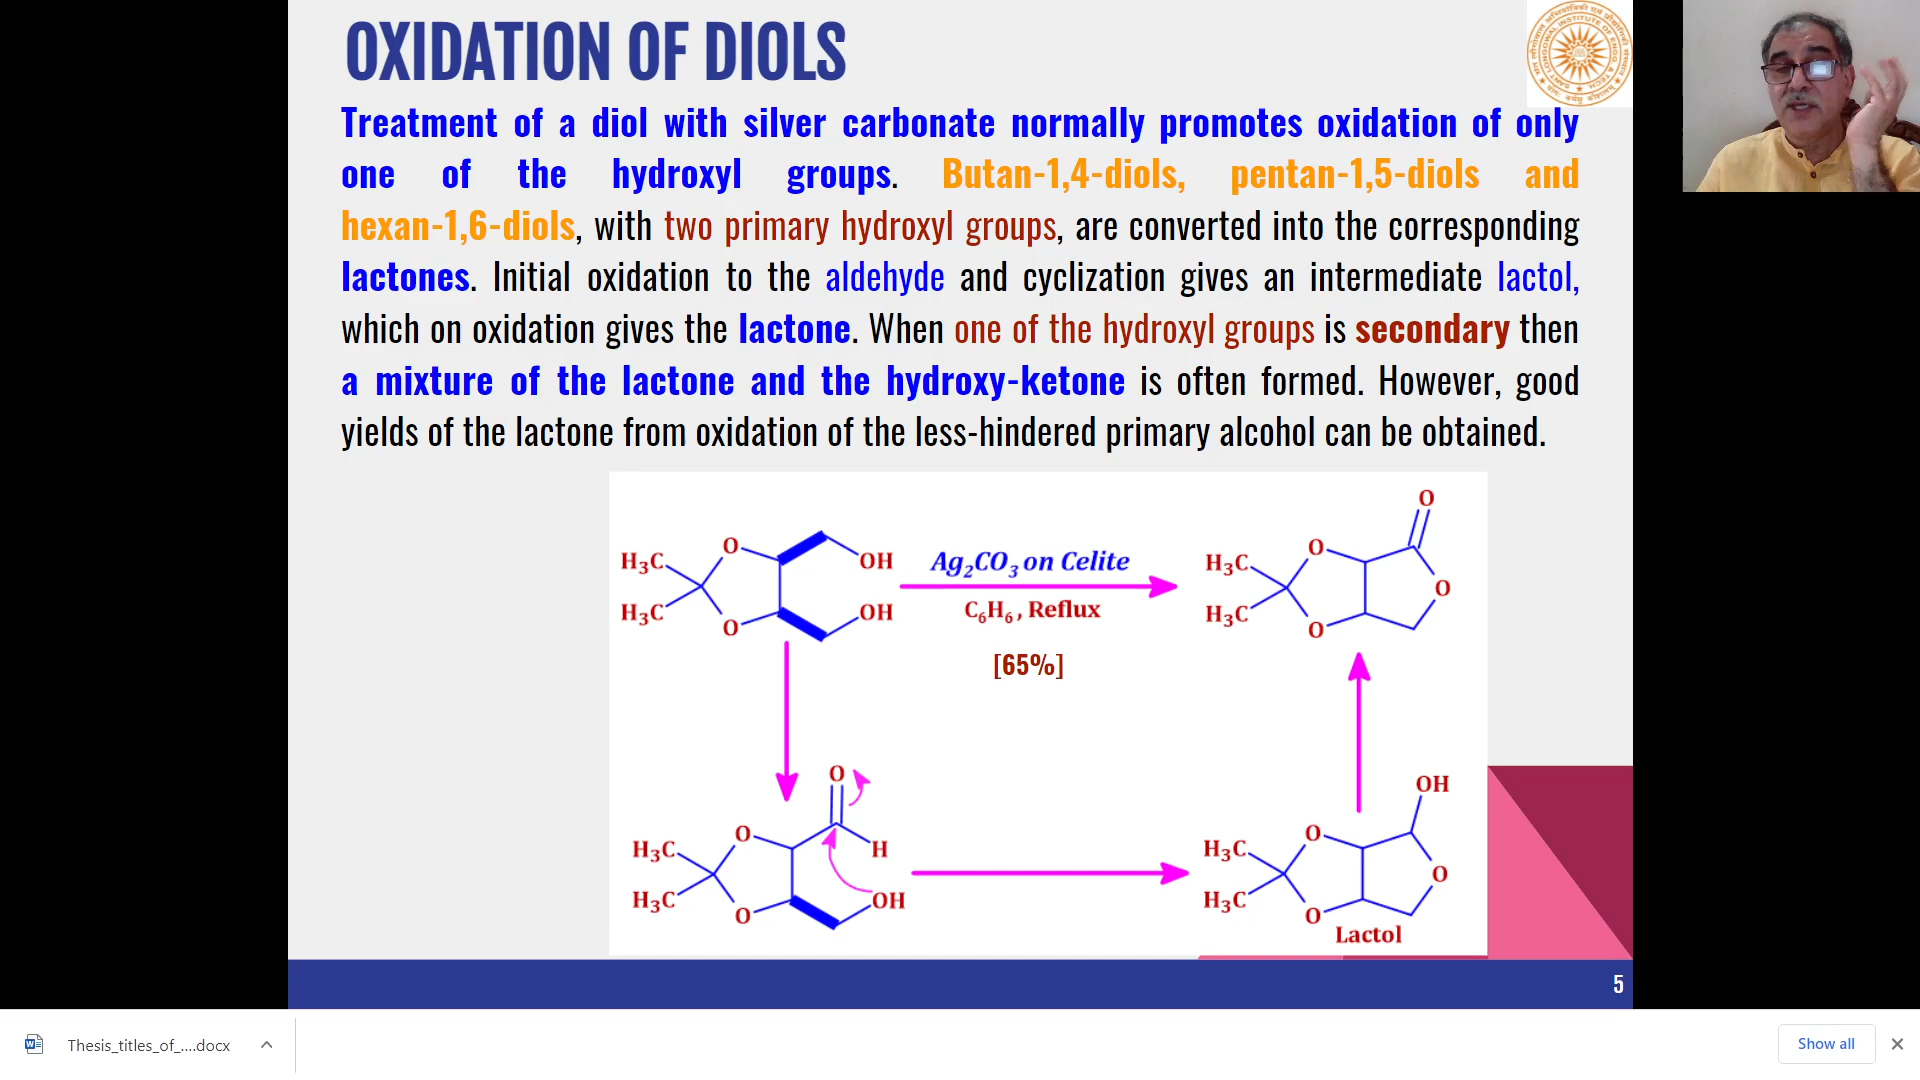 OXIDATION OF DIOLS
Treatment of a diol with silver carbonate normally promotes oxidation of only
one of the hydroxyl groups. Butan-1,4-diols, pentan-1,5-diols and
hexan-1,6-diols, with two primary hydroxyl groups, are converted into the corresponding
lactones. Initial oxidation to the aldehyde and cyclization gives an intermediate lactol,
which on oxidation gives the lactone. When one of the hydroxyl groups is secondary then
a mixture of the lactone and the hydroxy-ketone is often formed. However, good
yields of the lactone from oxidation of the less-hindered primary alcohol can be obtained.
H₃C
H₃C
O
O
OH
OH
Ag₂CO₃ on Celite
C₆H₆, Reflux
[65%]
O
H₃C
H₃C
O
O
O
O
H₃C
H₃C
O
O
H
OH
OH
H₃C
H₃C
O
O
O
Lactol
5
Thesis_titles_of_....docx
Show all